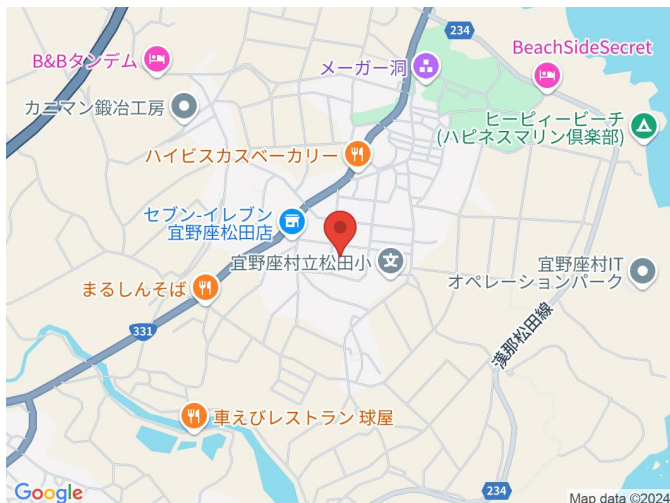 234
B&Bタンデム
メーガー洞
BeachSideSecret
カニマン鍛冶工房
ヒーピィービーチ
(ハピネスマリン倶楽部)
ハイビスカスベーカリー
セブン-イレブン
宜野座松田店
宜野座村立松田小
宜野座村IT
オペレーションパーク
まるしんそば
331
漢那松田線
車えびレストラン 球屋
234
Google
Map data ©2024